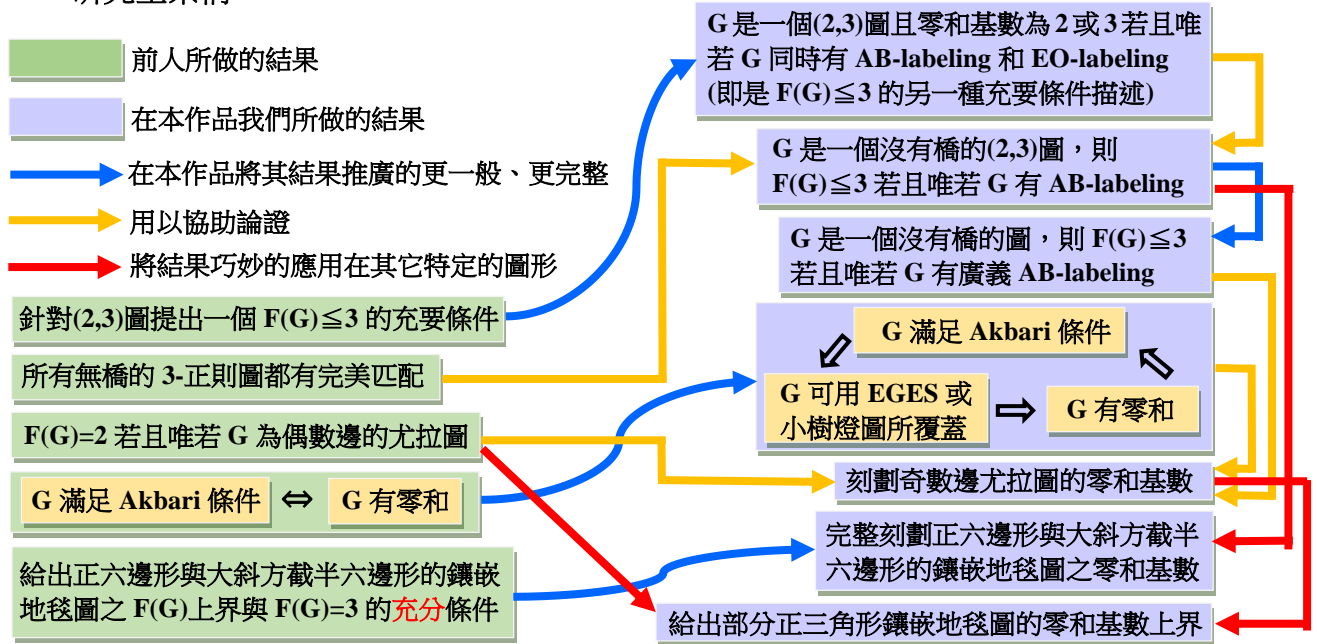 前人所做的結果
在本作品我們所做的結果
在本作品將其結果推廣的更一般、更完整
用以協助論證
將結果巧妙的應用在其它特定的圖形
針對(2,3)圖提出一個 F(G)≦3 的充要條件
所有無橋的 3-正則圖都有完美匹配
F(G)=2 若且唯若 G 為偶數邊的尤拉圖
G 滿足 Akbari 條件 ⇔ G 有零和
給出正六邊形與大斜方截半六邊形的鑲嵌
地毯圖之 F(G)上界與 F(G)=3 的充分條件
G 是一個(2,3)圖且零和基數為 2 或 3 若且唯
若 G 同時有 AB-labeling 和 EO-labeling
(即是 F(G)≦3 的另一種充要條件描述)
G 是一個沒有橋的(2,3)圖，則
F(G)≦3 若且唯若 G 有 AB-labeling
G 是一個沒有橋的圖，則 F(G)≦3
若且唯若 G 有廣義 AB-labeling
G 滿足 Akbari 條件
G 可用 EGES 或
小樹燈圖所覆蓋
G 有零和
刻劃奇數邊尤拉圖的零和基數
完整刻劃正六邊形與大斜方截半
六邊形的鑲嵌地毯圖之零和基數
給出部分正三角形鑲嵌地毯圖的零和基數上界